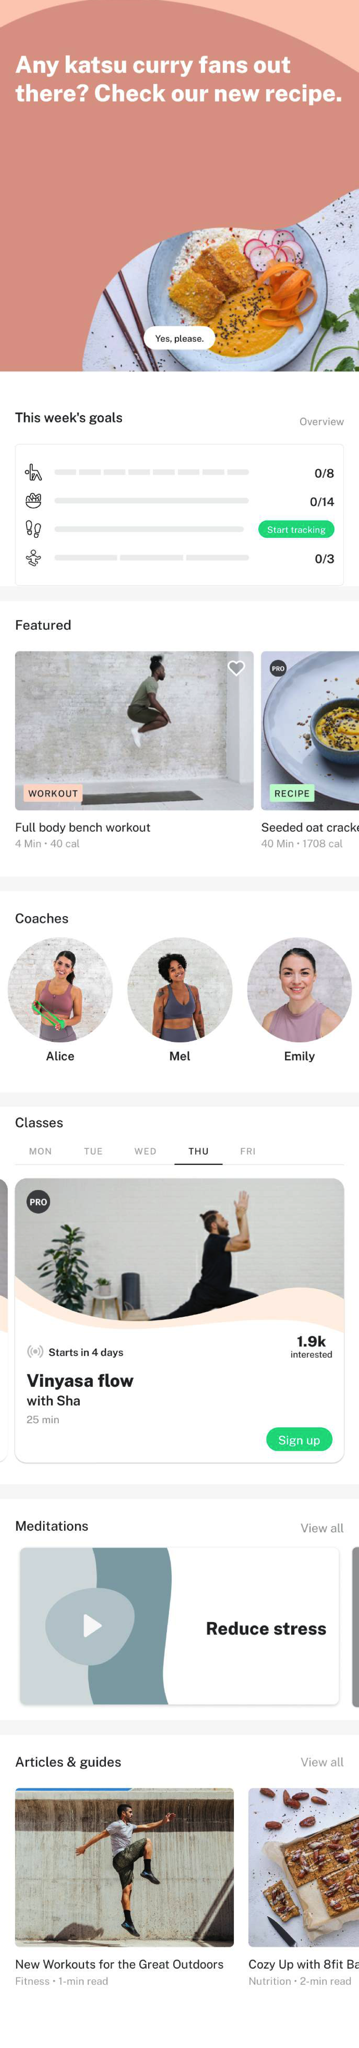 Any katsu curry fans out
there? Check our new recipe.
Yes, please.
This week's goals
Overview
0/8
0/14
Start tracking
0/3
Featured
WORKOUT
Full body bench workout
4 Min • 40 cal
PRO
RECIPE
Seeded oat cracke
40 Min • 1708 cal
Coaches
Alice
Mel
Emily
Classes
MON TUE WED THU FRI
PRO
Starts in 4 days
1.9k
interested
Vinyasa flow
with Sha
25 min
Sign up
Meditations
View all
Reduce stress
Articles & guides
View all
New Workouts for the Great Outdoors
Fitness • 1-min read
Cozy Up with 8fit Ba
Nutrition • 2-min read